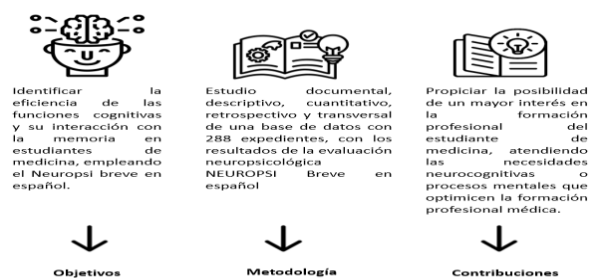 Identificar la
eficiencia de las
funciones cognitivas
y su interacción con
la memoria en
estudiantes de
medicina, empleando
el Neuropsi breve en
español.
Estudio documental,
descriptivo, cuantitativo,
retrospectivo y transversal
de una base de datos con
288 expedientes, con los
resultados de la evaluación
neuropsicológica
NEUROPSI Breve en
español
Propiciar la posibilidad
de un mayor interés en
la formación
profesional del
estudiante de
medicina, atendiendo
las necesidades
neurocognitivas o
procesos mentales que
optimicen la formación
profesional médica.
Objetivos
Metodología
Contribuciones